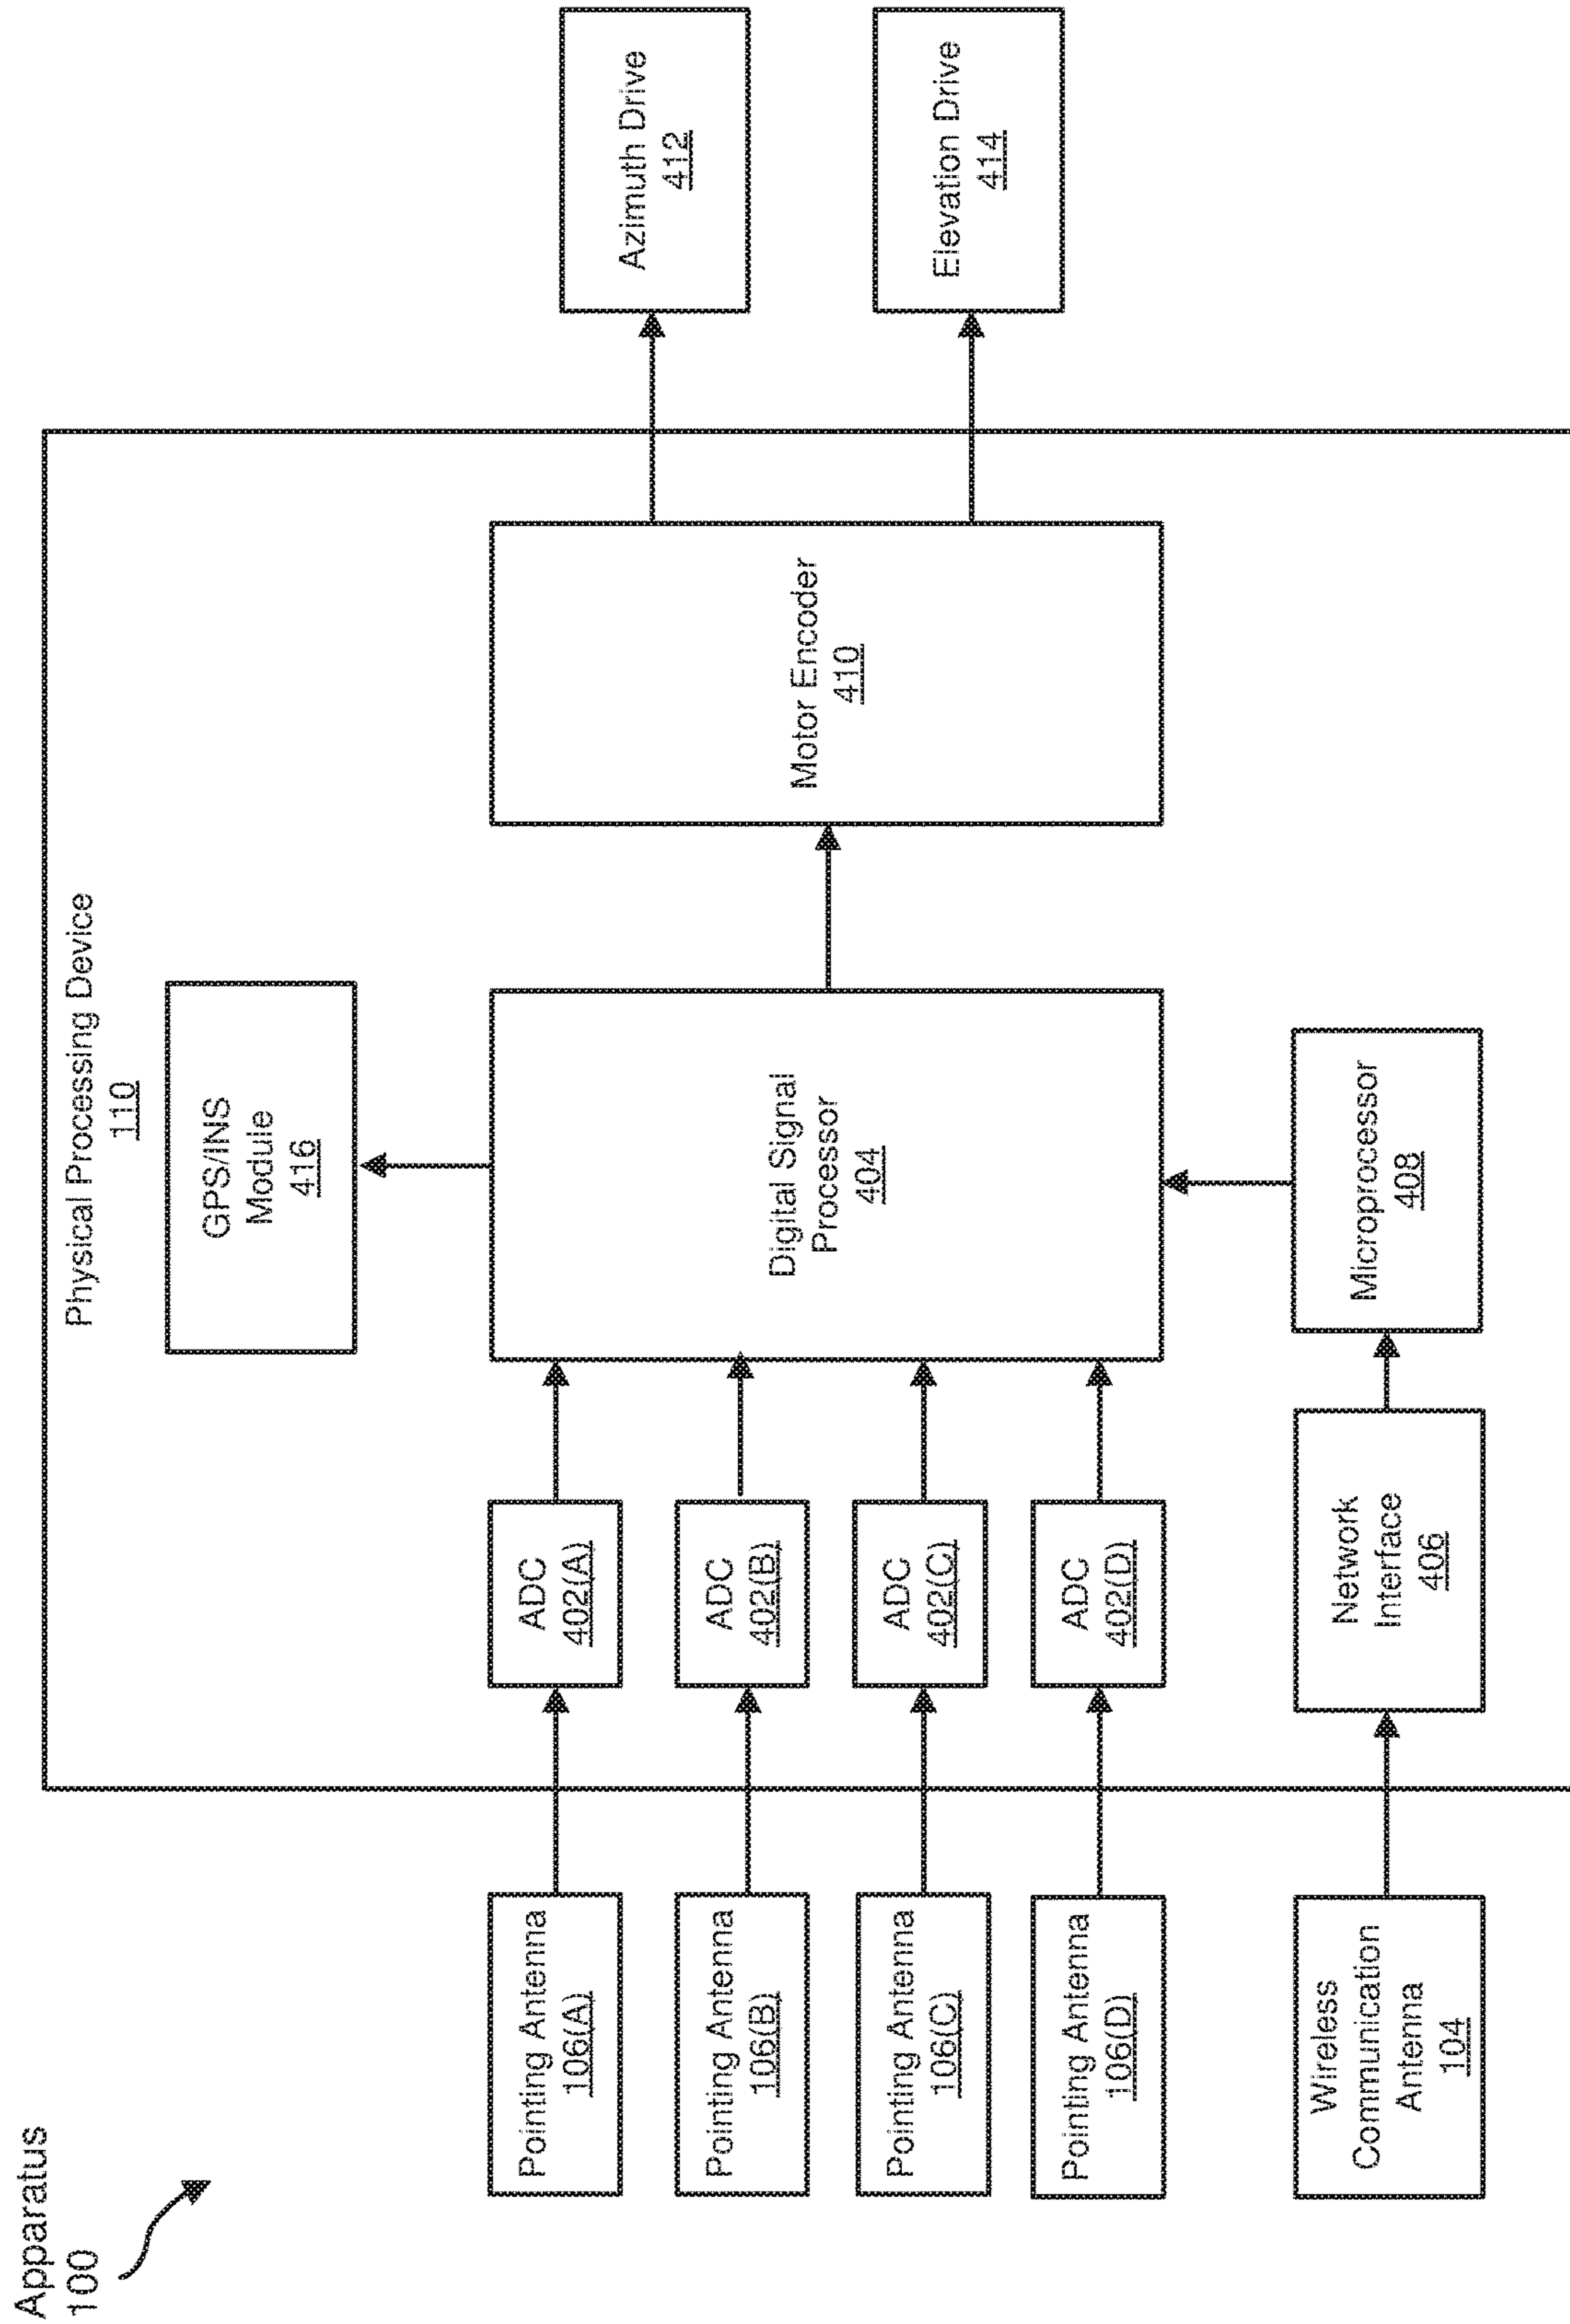 Apparatus
100
Physical Processing Device
110
GPS/INS
Module
416
Pointing Antenna
106(A)
ADC
402(A)
Pointing Antenna
106(B)
ADC
402(B)
Pointing Antenna
106(C)
ADC
402(C)
Pointing Antenna
106(D)
ADC
402(D)
Digital Signal
Processor
404
Motor Encoder
410
Azimuth Drive
412
Elevation Drive
414
Wireless
Communication
Antenna
104
Network
Interface
406
Microprocessor
408